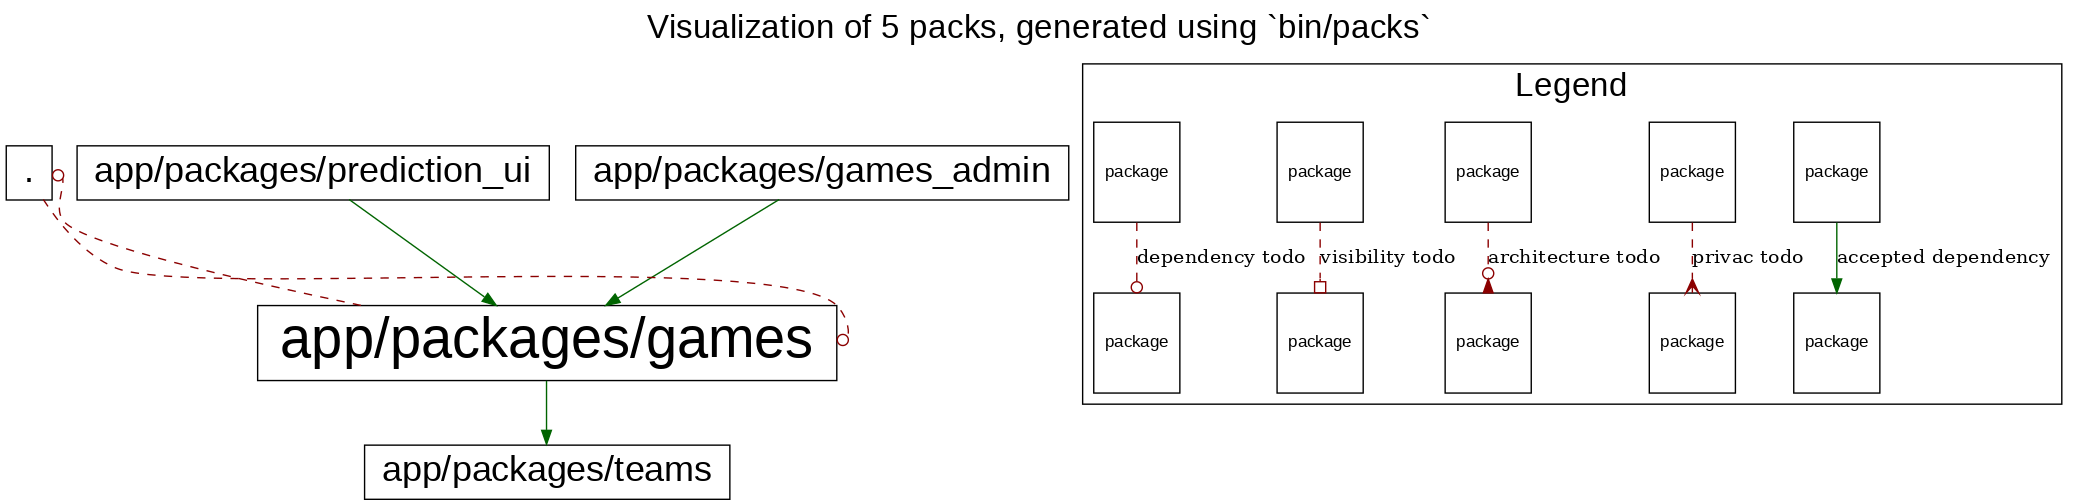 Visualization of 5 packs, generated using `bin/packs`
.
app/packages/prediction_ui
app/packages/games_admin
app/packages/games
app/packages/teams
Legend
package
package
package
package
package
dependency todo
visibility todo
architecture todo
privac todo
accepted dependency
package
package
package
package
package